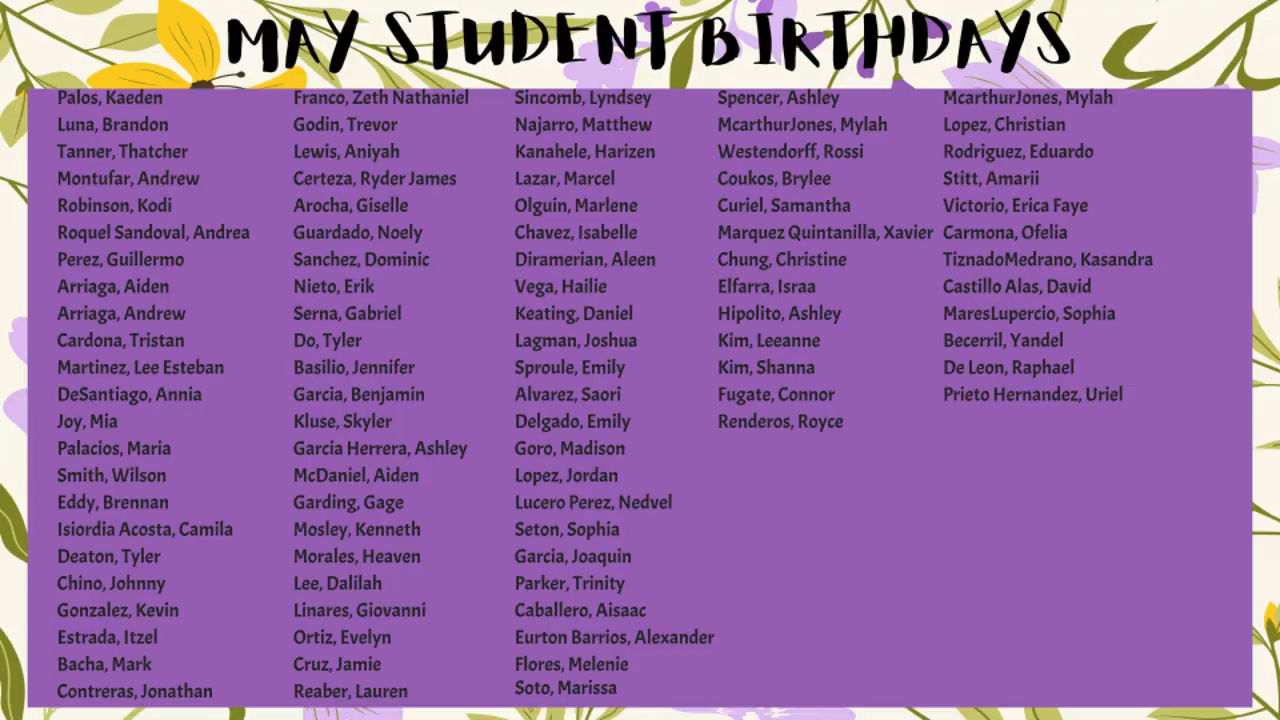 MAY STUDENT BIRTHDAYS
Palos, Kaeden
Luna, Brandon
Tanner, Thatcher
Montufar, Andrew
Robinson, Kodi
Roquel Sandoval, Andrea
Perez, Guillermo
Arriaga, Aiden
Arriaga, Andrew
Cardona, Tristan
Martinez, Lee Esteban
DeSantiago, Annia
Joy, Mia
Palacios, Maria
Smith, Wilson
Eddy, Brennan
Isiordia Acosta, Camila
Deaton, Tyler
Chino, Johnny
Gonzalez, Kevin
Estrada, Itzel
Bacha, Mark
Contreras, Jonathan
Franco, Zeth Nathaniel
Godin, Trevor
Lewis, Aniyah
Certeza, Ryder James
Arocha, Giselle
Guardado, Noely
Sanchez, Dominic
Nieto, Erik
Serna, Gabriel
Do, Tyler
Basilio, Jennifer
Garcia, Benjamin
Kluse, Skyler
Garcia Herrera, Ashley
McDaniel, Aiden
Garding, Gage
Mosley, Kenneth
Morales, Heaven
Lee, Dalilah
Linares, Giovanni
Ortiz, Evelyn
Cruz, Jamie
Reaber, Lauren
Sincomb, Lyndsey
Najarro, Matthew
Kanahele, Harizen
Lazar, Marcel
Olguin, Marlene
Chavez, Isabelle
Diramerian, Aleen
Vega, Hailie
Keating, Daniel
Lagman, Joshua
Sproule, Emily
Alvarez, Saori
Delgado, Emily
Goro, Madison
Lopez, Jordan
Lucero Perez, Nedvel
Seton, Sophia
Garcia, Joaquin
Parker, Trinity
Caballero, Aisaac
Eurton Barrios, Alexander
Flores, Melenie
Soto, Marissa
Spencer, Ashley
McarthurJones, Mylah
Westendorff, Rossi
Coukos, Brylee
Curiel, Samantha
Marquez Quintanilla, Xavier
Chung, Christine
Elfarra, Israa
Hipolito, Ashley
Kim, Leeanne
Kim, Shanna
Fugate, Connor
Renderos, Royce
McarthurJones, Mylah
Lopez, Christian
Rodriguez, Eduardo
Stitt, Amarii
Victorio, Erica Faye
Carmona, Ofelia
TiznadoMedrano, Kasandra
Castillo Alas, David
MaresLupercio, Sophia
Becerril, Yandel
De Leon, Raphael
Prieto Hernandez, Uriel